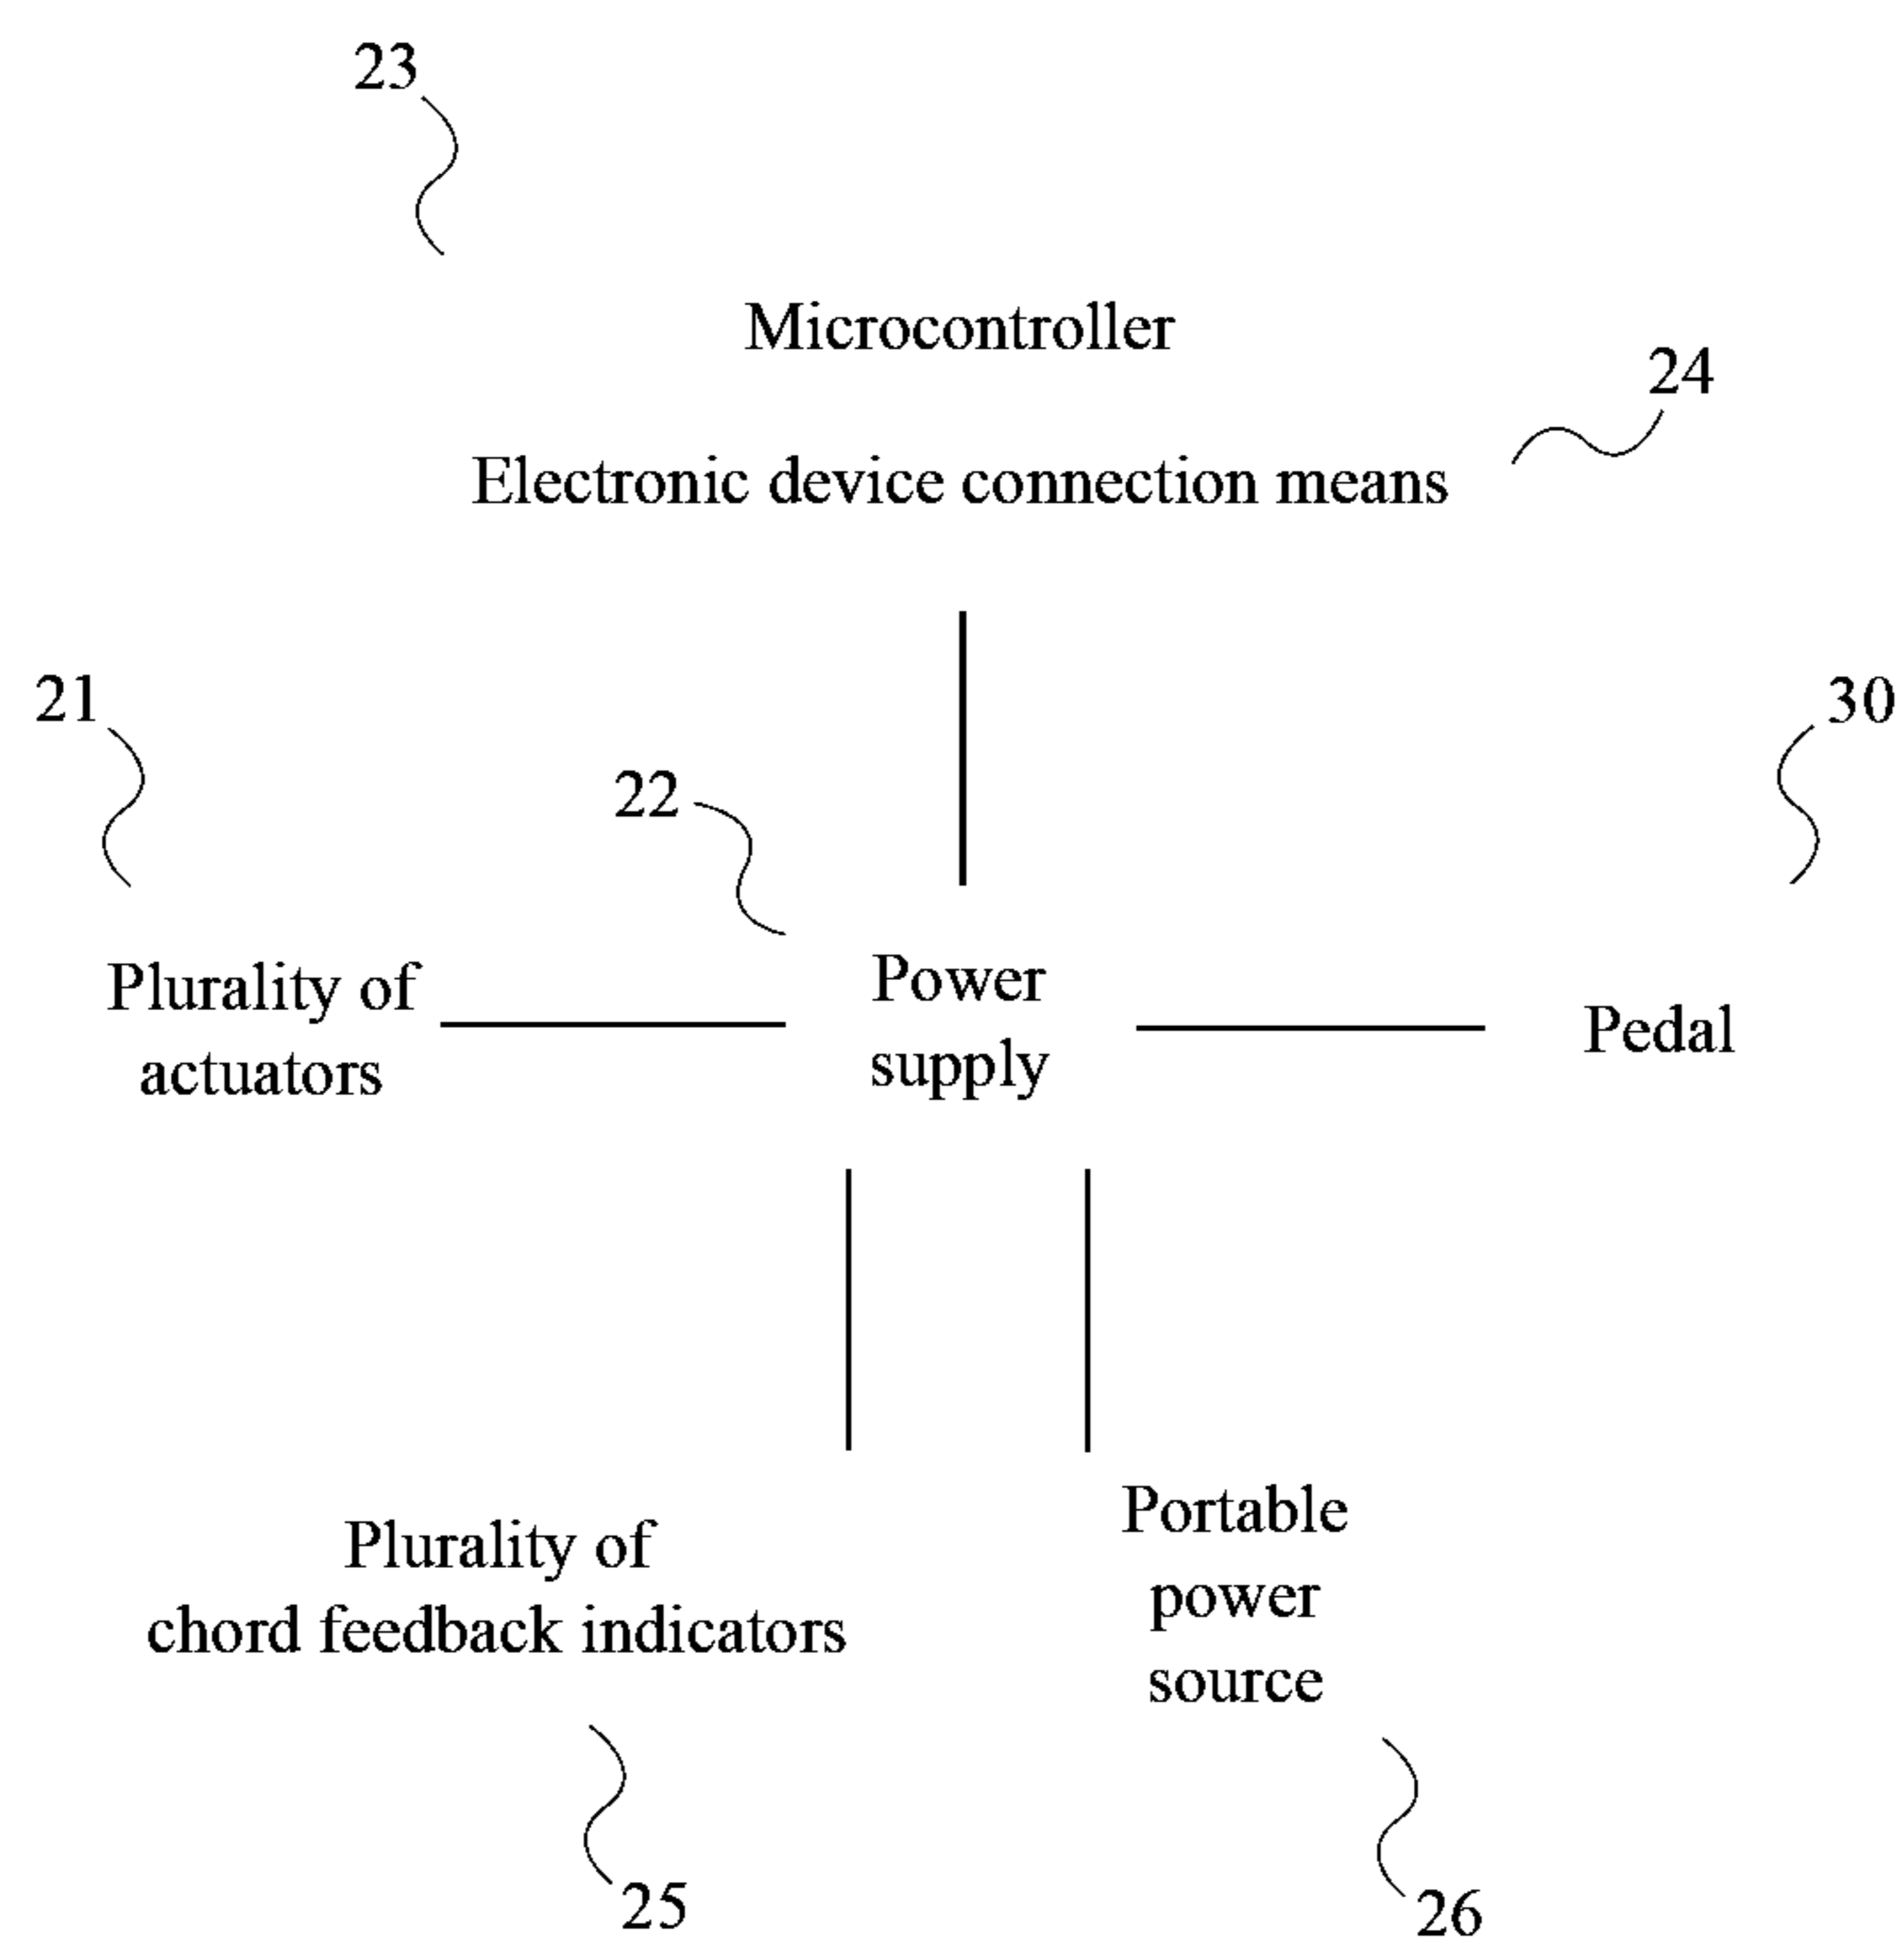 23
Microcontroller
24
Electronic device connection means
21
30
22
Plurality of
actuators
Power
supply
Pedal
Plurality of
chord feedback indicators
Portable
power
source
25
26